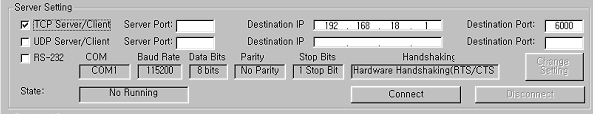 Server Setting
TCP Server/Client Server Port: Destination IP 192 . 168 . 18 . 1 Destination Port: 6000
UDP Server/Client Server Port: Destination IP . . . Destination Port:
RS-232 COM Baud Rate Data Bits Parity Stop Bits Handshaking
COM1 115200 8 bits No Parity 1 Stop Bit Hardware Handshaking(RTS/CTS
Change Setting
State: No Running Connect Disconnect